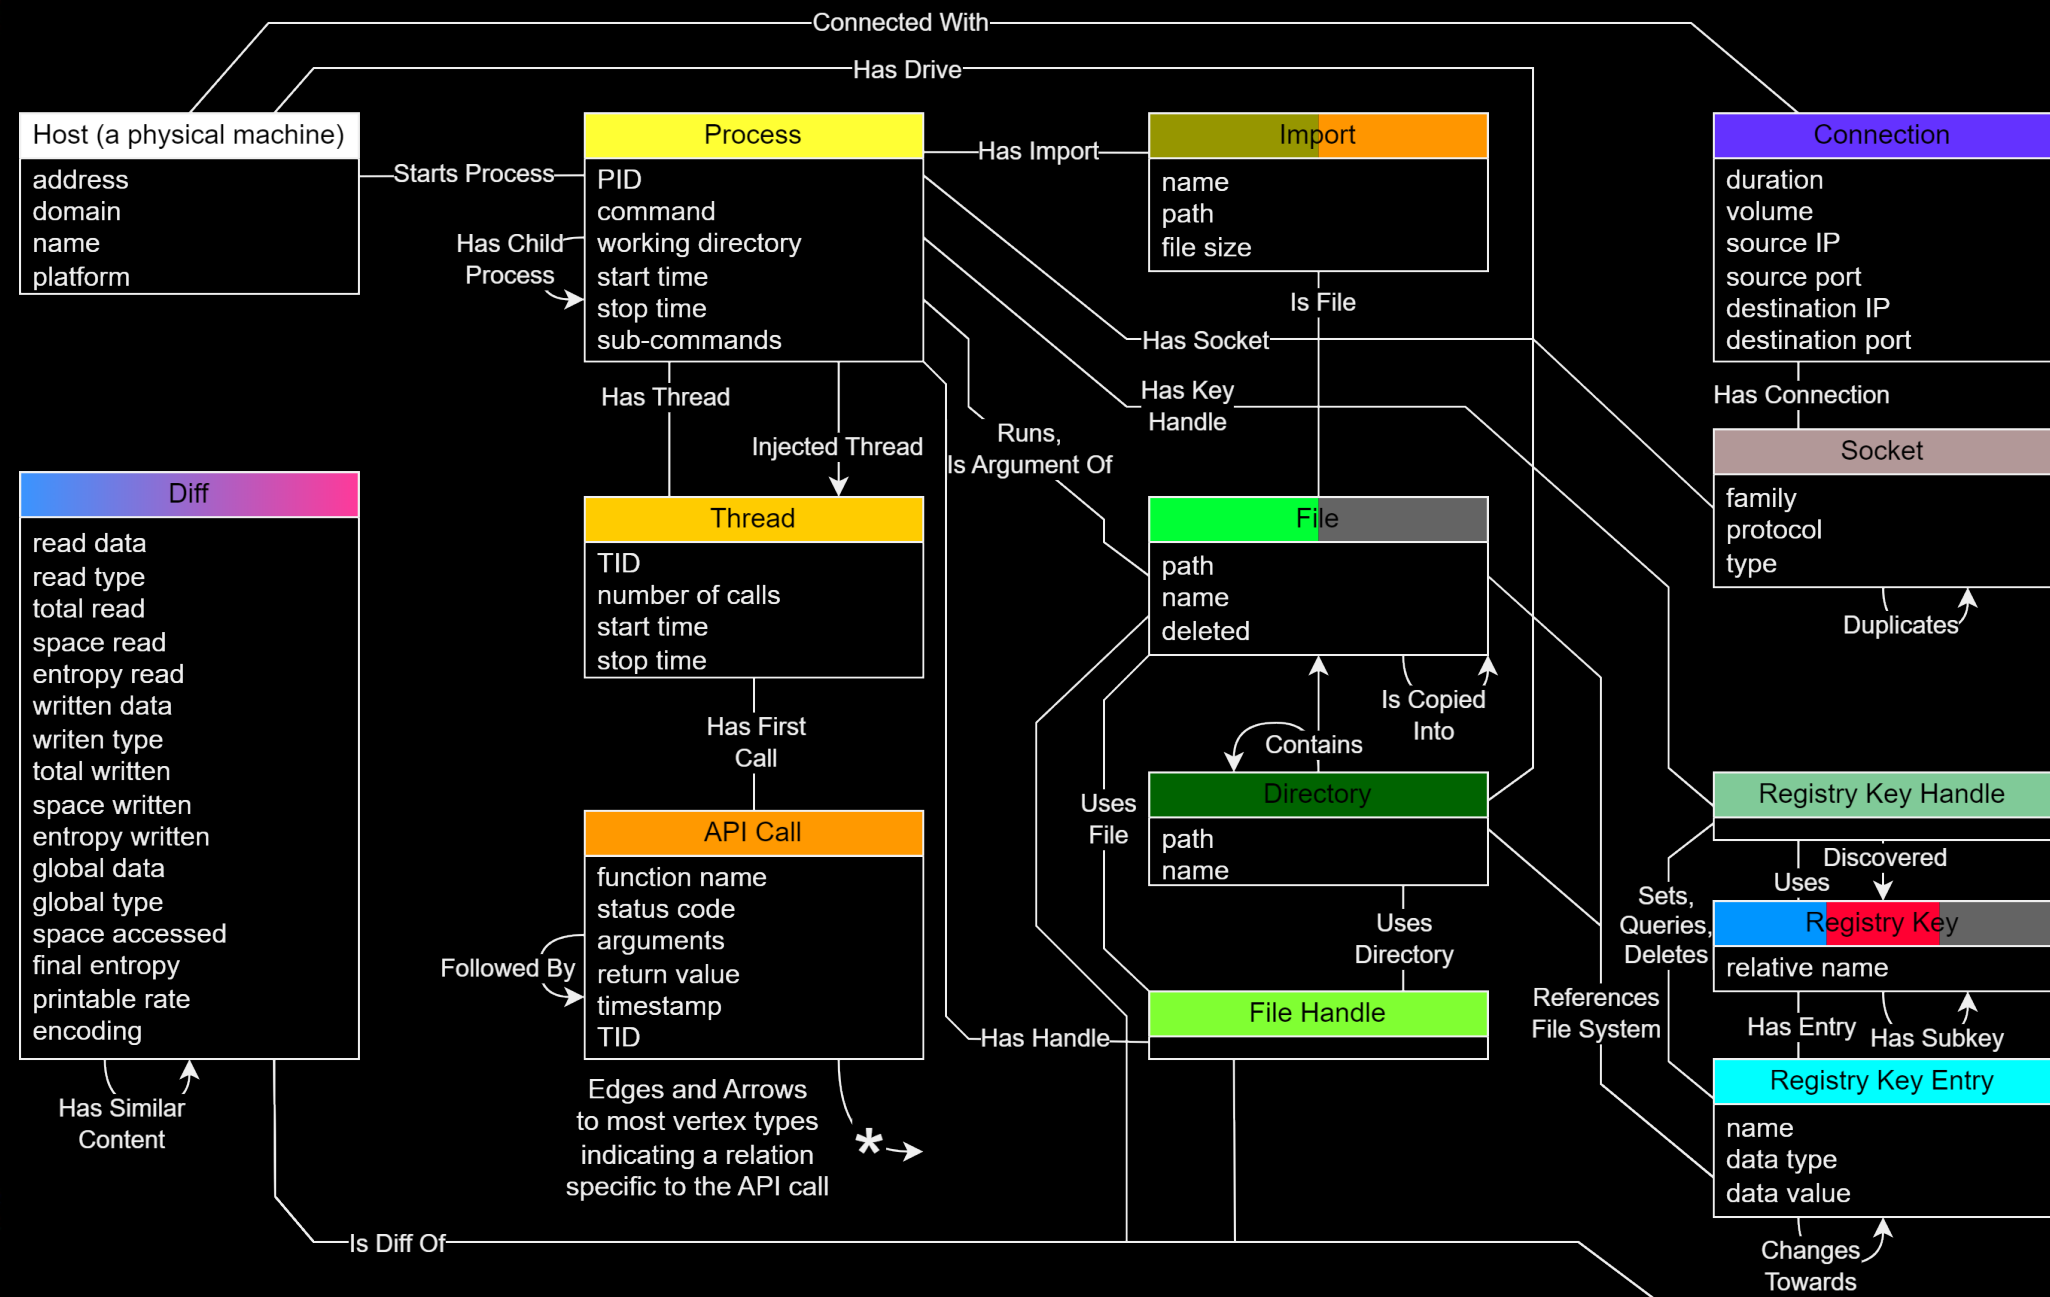 Connected With
Has Drive
Host (a physical machine)
address
domain
name
platform
Starts Process
Process
PID
command
working directory
start time
stop time
sub-commands
Has Child
Process
Has Import
Import
name
path
file size
Is File
Connection
duration
volume
source IP
source port
destination IP
destination port
Has Socket
Has Key
Handle
Has Connection
Has Thread
Injected Thread
Runs,
Is Argument Of
Socket
family
protocol
type
Duplicates
Diff
read data
read type
total read
space read
entropy read
written data
writen type
total written
space written
entropy written
global data
global type
space accessed
final entropy
printable rate
encoding
Has Similar
Content
Thread
TID
number of calls
start time
stop time
Has First
Call
API Call
function name
status code
arguments
return value
timestamp
TID
Followed By
Edges and Arrows
to most vertex types
indicating a relation
specific to the API call
*
File
path
name
deleted
Is Copied
Into
Contains
Directory
path
name
Uses
File
Uses
Directory
File Handle
Has Handle
References
File System
Registry Key Handle
Discovered
Uses
Sets,
Queries,
Deletes
Registry Key
relative name
Has Entry
Has Subkey
Registry Key Entry
name
data type
data value
Changes
Towards
Is Diff Of